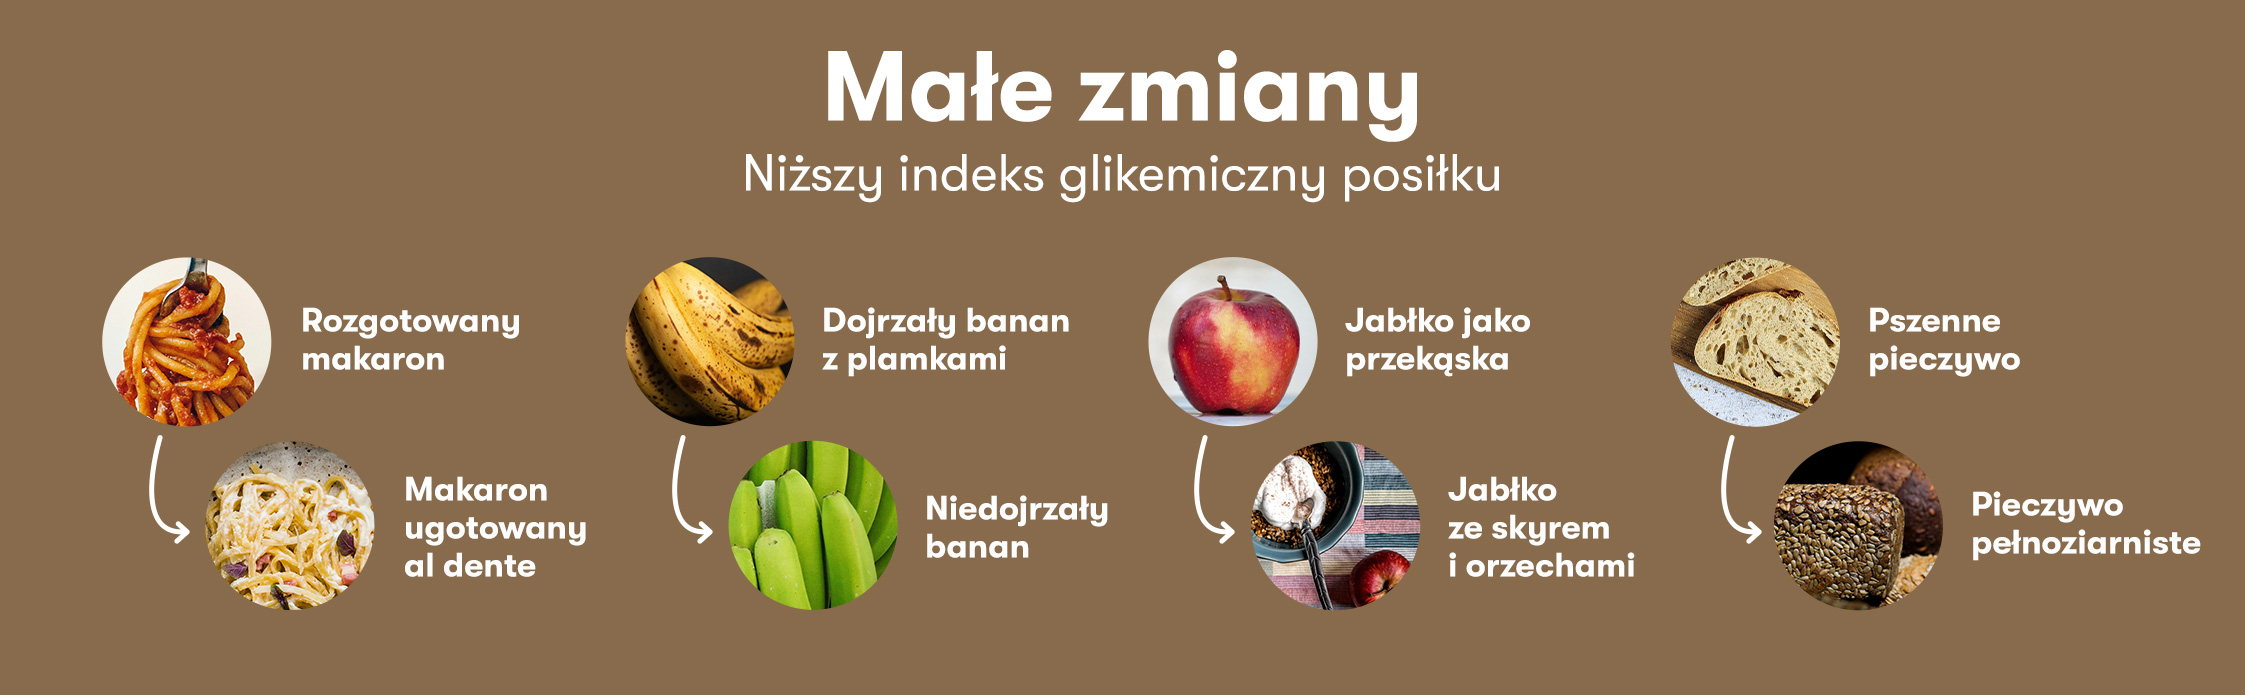 Małe zmiany
Niższy indeks glikemiczny posiłku
Rozgotowany
makaron
Makaron
ugotowany
al dente
Dojrzały banan
z plamkami
Niedojrzały
banan
Jabłko jako
przekąska
Jabłko
ze skyrem
i orzechami
Pszenne
pieczywo
Pieczywo
pełnoziarniste